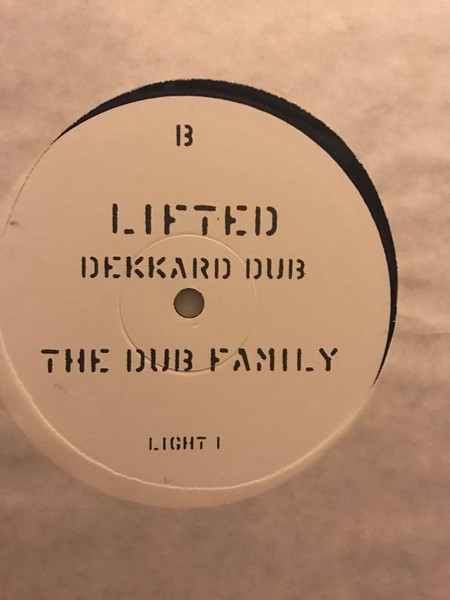 B
LIFTED
DEKKARD DUB
THE DUB FAMILY
LIGHT 1